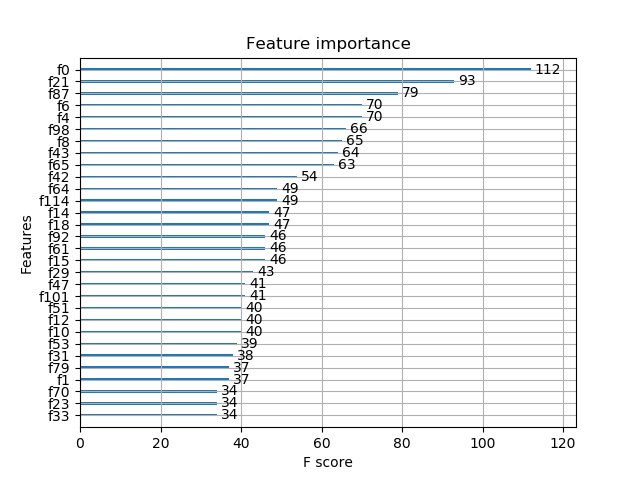 Feature importance
f0 112
f21 93
f87 79
f6 70
f4 70
f98 66
f8 65
f43 64
f65 63
f42 54
f64 49
f114 49
f14 47
f18 47
f92 46
f61 46
f15 46
f29 43
f47 41
f101 41
f51 40
f12 40
f10 40
f53 39
f31 38
f79 37
f1 37
f70 34
f23 34
f33 34
Features
0 20 40 60 80 100 120
F score